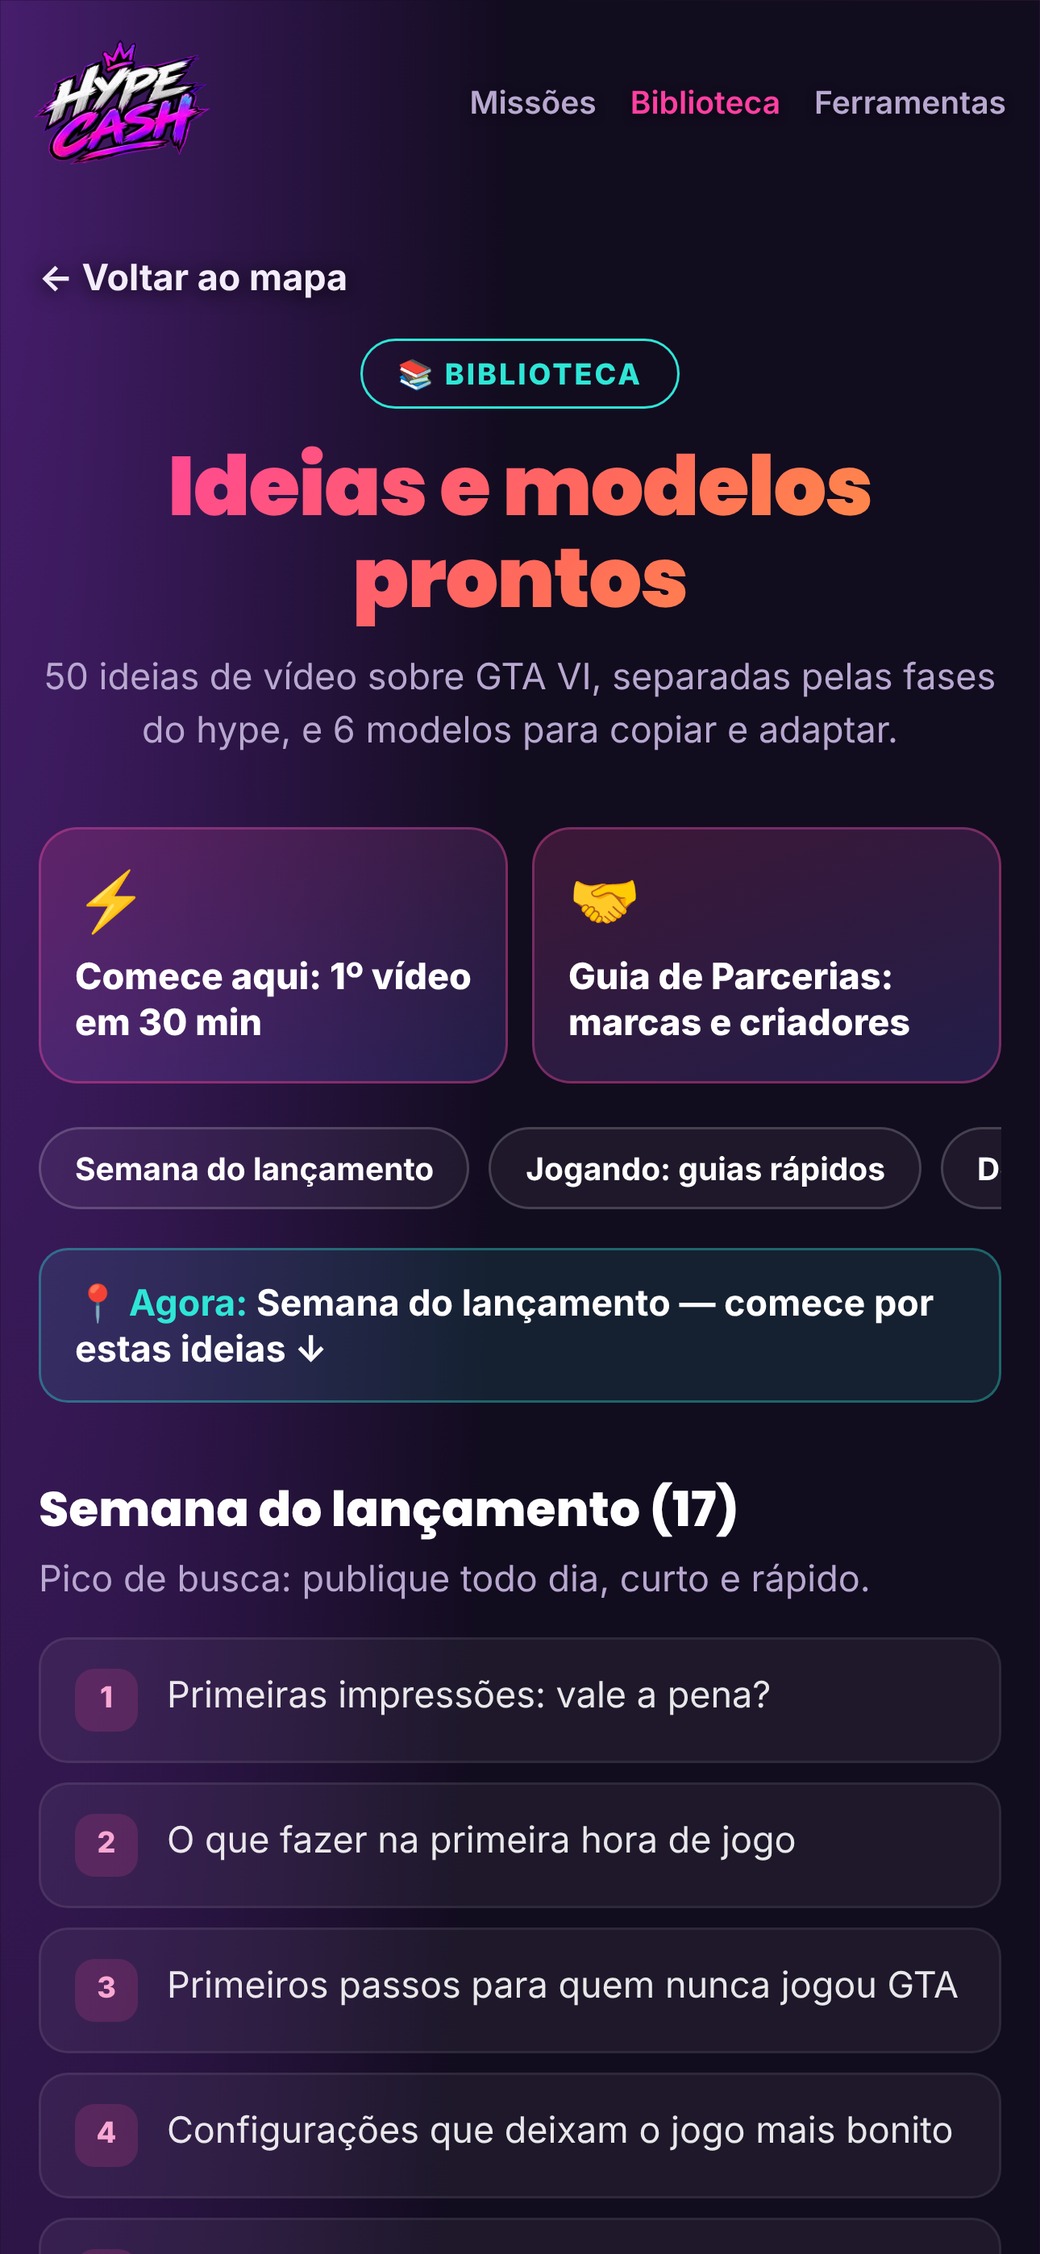 HYPE
CASH
Missões Biblioteca Ferramentas
← Voltar ao mapa
📚 BIBLIOTECA
Ideias e modelos
prontos
50 ideias de vídeo sobre GTA VI, separadas pelas fases
do hype, e 6 modelos para copiar e adaptar.
⚡
Comece aqui: 1º vídeo
em 30 min
🤝
Guia de Parcerias:
marcas e criadores
Semana do lançamento
Jogando: guias rápidos
D
📍 Agora: Semana do lançamento — comece por
estas ideias ↓
Semana do lançamento (17)
Pico de busca: publique todo dia, curto e rápido.
1 Primeiras impressões: vale a pena?
2 O que fazer na primeira hora de jogo
3 Primeiros passos para quem nunca jogou GTA
4 Configurações que deixam o jogo mais bonito